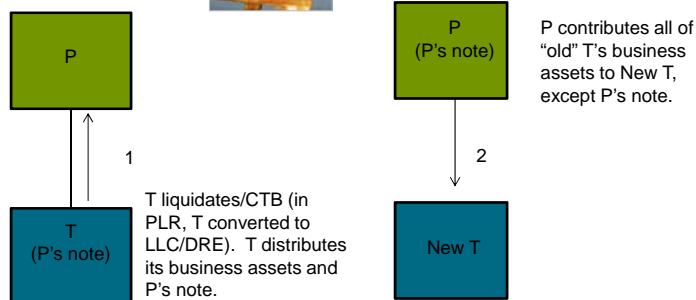 P
1
T
(P's note)
T liquidates/CTB (in
PLR, T converted to
LLC/DRE). T distributes
its business assets and
P's note.
P
(P's note)
2
New T
P contributes all of
“old” T's business
assets to New T,
except P's note.